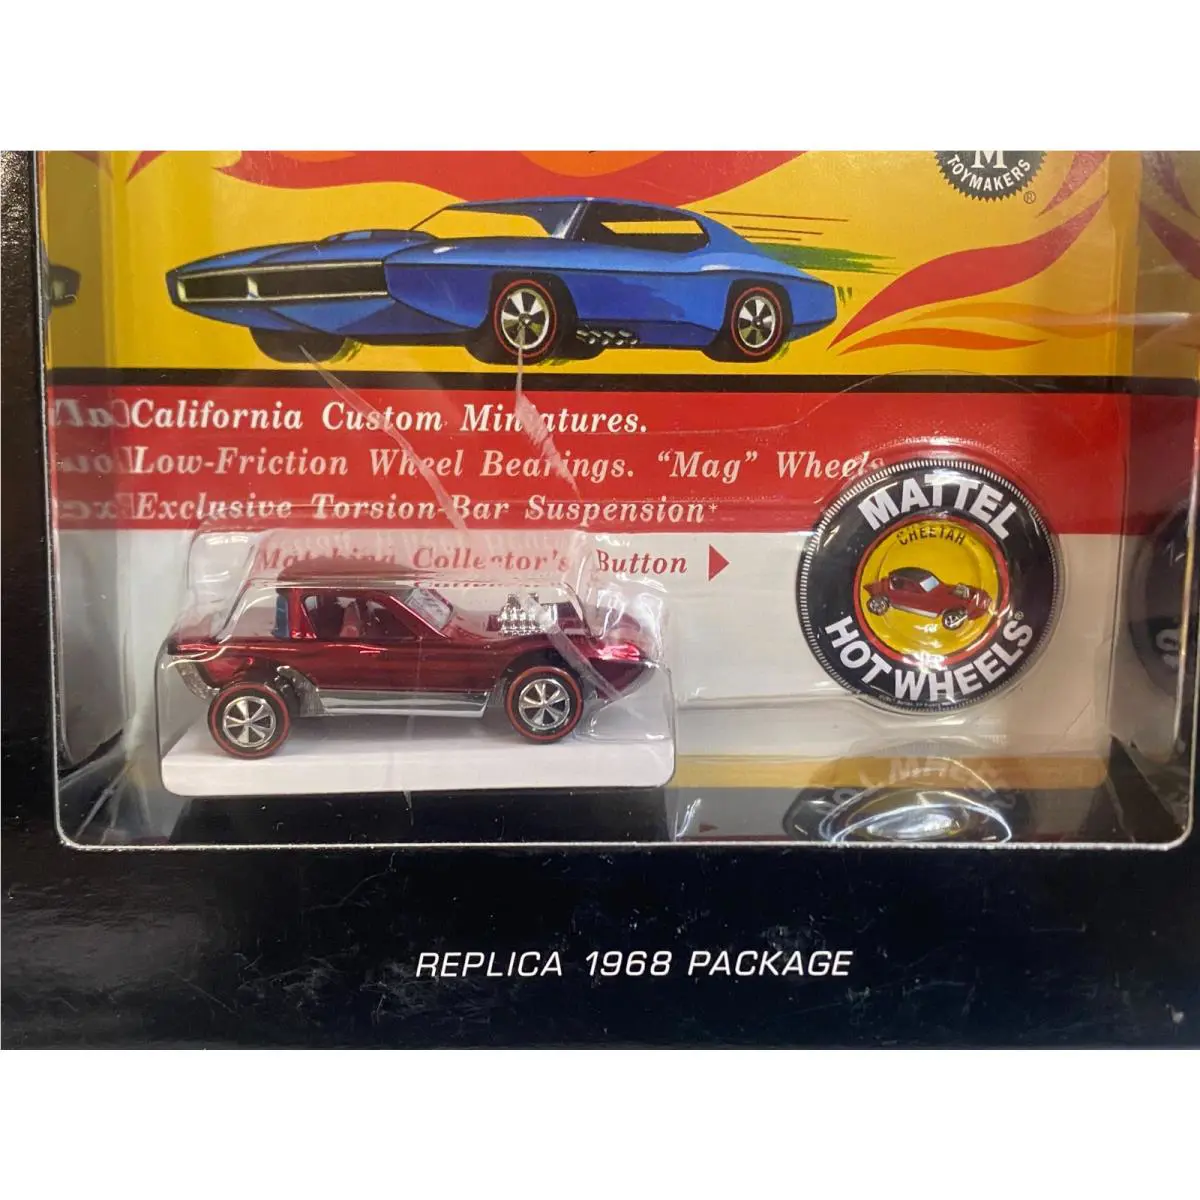 M
TOYMAKERS
®
California Custom Miniatures.
Low-Friction Wheel Bearings. “Mag” Wheels
Exclusive Torsion-Bar Suspension*
Matching Collector's Button
MATTEL
CHEETAH
HOT WHEELS®
REPLICA 1968 PACKAGE